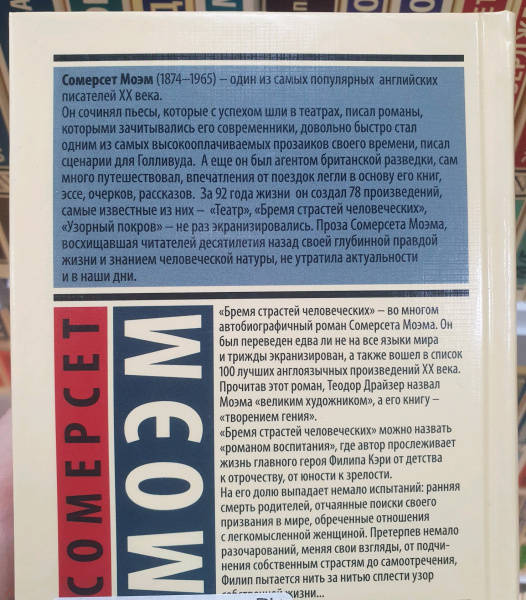 Сомерсет Моэм (1874–1965) – один из самых популярных английских
писателей XX века.
Он сочинял пьесы, которые с успехом шли в театрах, писал романы,
которыми зачитывались его современники, довольно быстро стал
одним из самых высокооплачиваемых прозаиков своего времени, писал
сценарии для Голливуда. А еще он был агентом британской разведки, сам
много путешествовал, впечатления от поездок легли в основу его книг,
эссе, очерков, рассказов. За 92 года жизни он создал 78 произведений,
самые известные из них – «Театр», «Бремя страстей человеческих»,
«Узорный покров» – не раз экранизировались. Проза Сомерсета Моэма,
восхищавшая читателей десятилетия назад своей глубинной правдой
жизни и знанием человеческой натуры, не утратила актуальности
и в наши дни.
СОМЕРСЕТ
МОЭМ
«Бремя страстей человеческих» – во многом
автобиографичный роман Сомерсета Моэма. Он
был переведен едва ли не на все языки мира
и трижды экранизирован, а также вошел в список
100 лучших англоязычных произведений XX века.
Прочитав этот роман, Теодор Драйзер назвал
Моэма «великим художником», а его книгу –
«творением гения».
«Бремя страстей человеческих» можно назвать
«романом воспитания», где автор прослеживает
жизнь главного героя Филипа Кэри от детства
к отрочеству, от юности к зрелости.
На его долю выпадает немало испытаний: ранняя
смерть родителей, отчаянные поиски своего
призвания в мире, обреченные отношения
с легкомысленной женщиной. Претерпев немало
разочарований, меняя свои взгляды, от подчи-
нения собственным страстям до самоотречения,
Филип пытается нить за нитью сплести узор
собственной жизни...